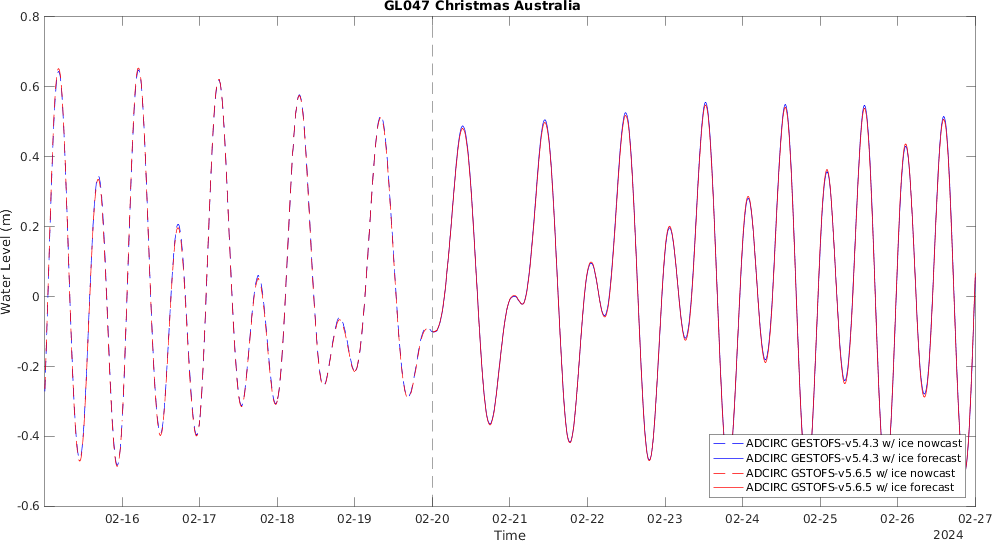 GL047 Christmas Australia
0.8
0.6
0.4
0.2
0
-0.2
-0.4
-0.6
Water Level (m)
ADCIRC GESTOFS-v5.4.3 w/ ice nowcast
ADCIRC GESTOFS-v5.4.3 w/ ice forecast
ADCIRC GSTOFS-v5.6.5 w/ ice nowcast
ADCIRC GSTOFS-v5.6.5 w/ ice forecast
02-16 02-17 02-18 02-19 02-20 02-21 02-22 02-23 02-24 02-25 02-26 02-27
Time
2024